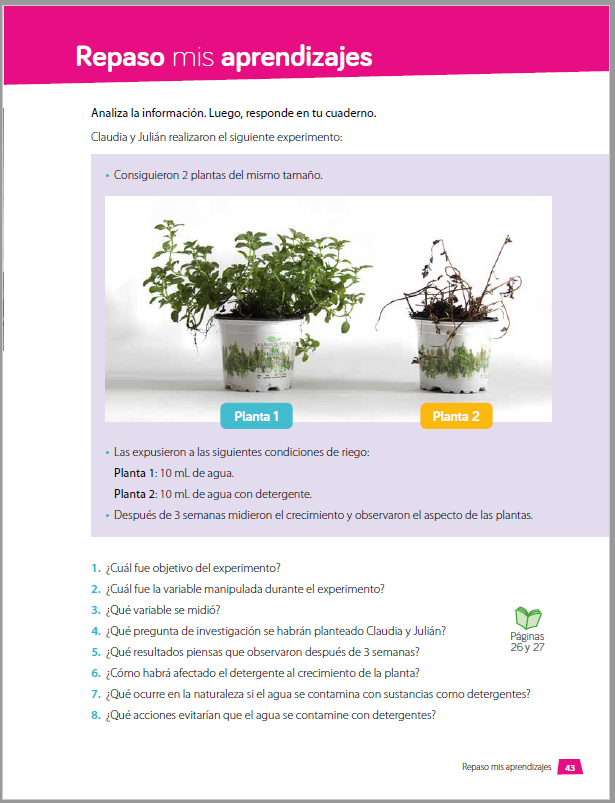 Repaso mis aprendizajes
Analiza la información. Luego, responde en tu cuaderno.
Claudia y Julián realizaron el siguiente experimento:
• Consiguieron 2 plantas del mismo tamaño.
Planta 1
Planta 2
• Las expusieron a las siguientes condiciones de riego:
Planta 1: 10 mL de agua.
Planta 2: 10 mL de agua con detergente.
• Después de 3 semanas midieron el crecimiento y observaron el aspecto de las plantas.
1. ¿Cuál fue objetivo del experimento?
2. ¿Cuál fue la variable manipulada durante el experimento?
3. ¿Qué variable se midió?
4. ¿Qué pregunta de investigación se habrán planteado Claudia y Julián?
5. ¿Qué resultados piensas que observaron después de 3 semanas?
6. ¿Cómo habrá afectado el detergente al crecimiento de la planta?
7. ¿Qué ocurre en la naturaleza si el agua se contamina con sustancias como detergentes?
8. ¿Qué acciones evitarían que el agua se contamine con detergentes?
Páginas
26 y 27
Repaso mis aprendizajes 43